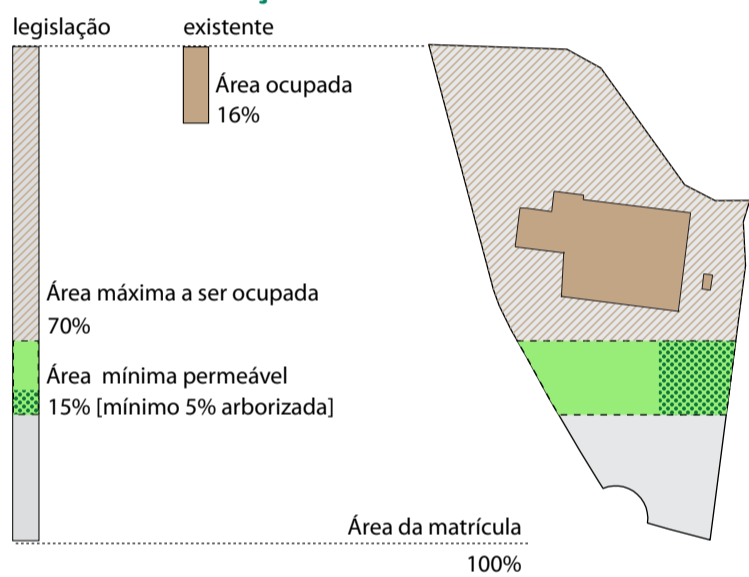 legislação
existente
Área ocupada
16%
Área máxima a ser ocupada
70%
Área mínima permeável
15% [mínimo 5% arborizada]
Área da matrícula
100%